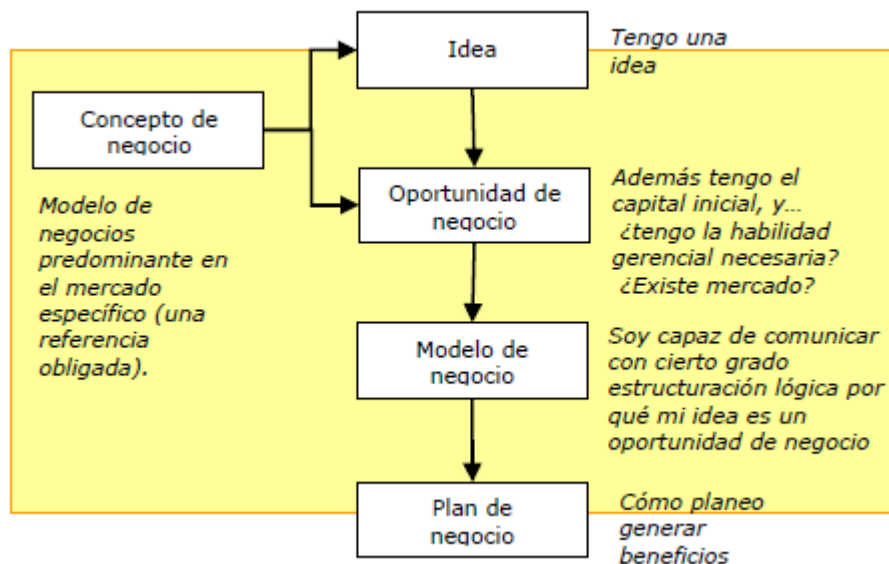 Idea
Tengo una
idea
Concepto de
negocio
Modelo de
negocios
predominante en
el mercado
específico (una
referencia
obligada).
Oportunidad de
negocio
Además tengo el
capital inicial, y...
¿tengo la habilidad
gerencial necesaria?
¿Existe mercado?
Modelo de
negocio
Soy capaz de comunicar
con cierto grado
estructuración lógica por
qué mi idea es un
oportunidad de negocio
Plan de
negocio
Cómo planeo
generar
beneficios